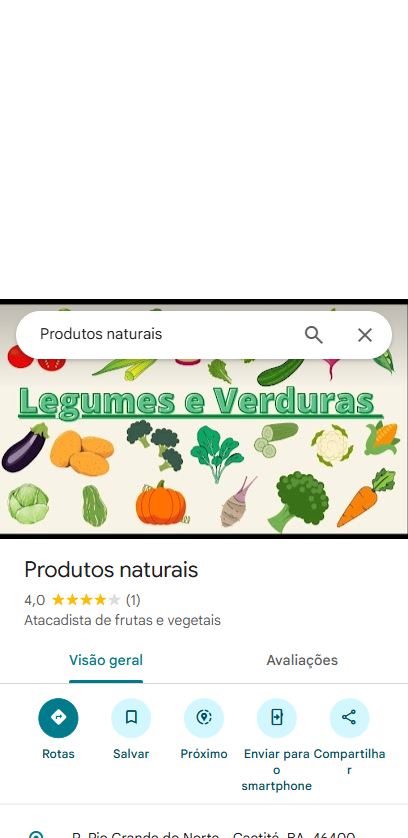 Produtos naturais
Legumes e Verduras
Produtos naturais
4,0 (1)
Atacadista de frutas e vegetais
Visão geral Avaliações
Rotas Salvar Próximo Enviar para o smartphone Compartilhar
R. Rio Grande do Norte - Caetité, BA, 46400